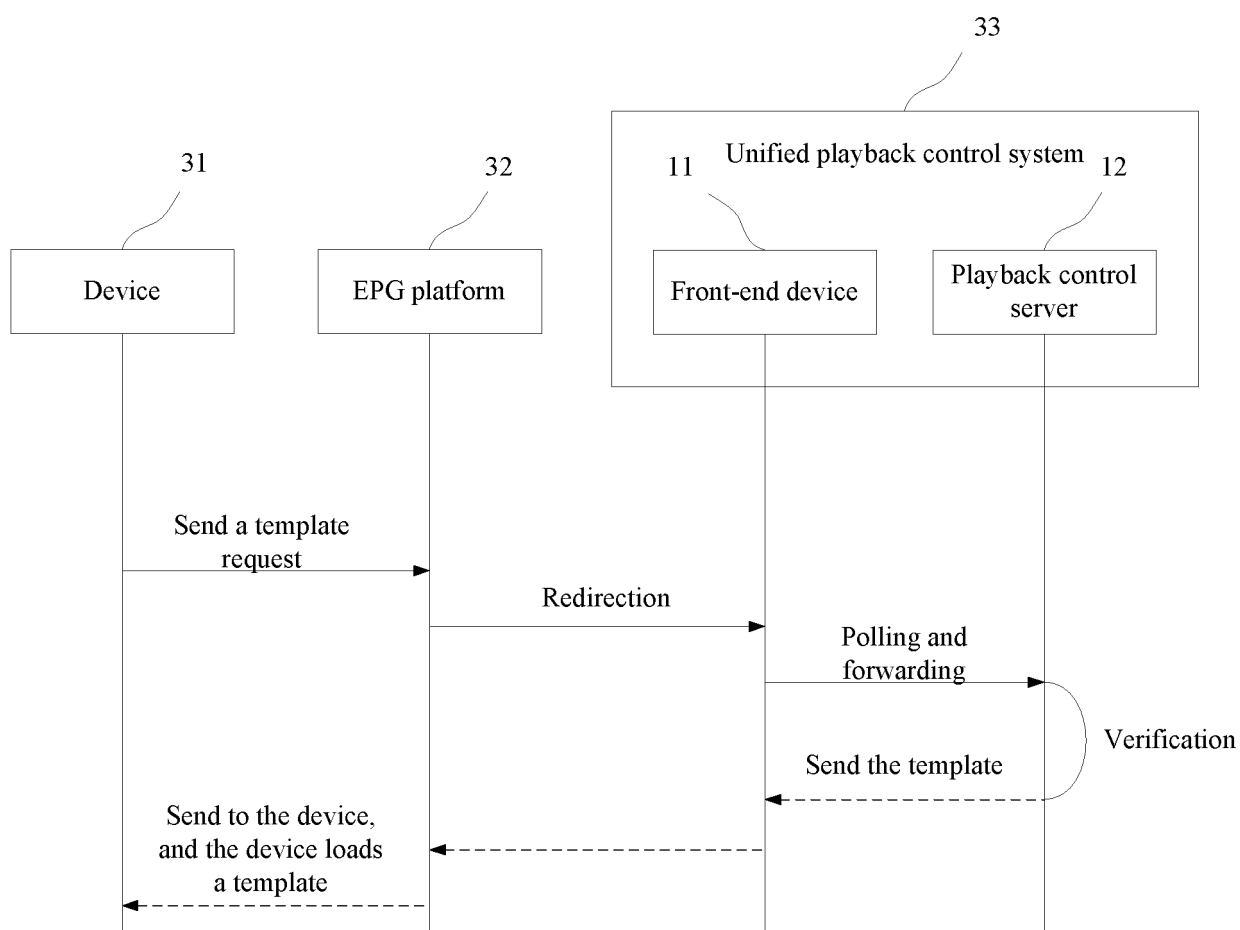 33
Unified playback control system
31
32
11
12
Device
EPG platform
Front-end device
Playback control
server
Send a template
request
Redirection
Polling and
forwarding
Verification
Send the template
Send to the device,
and the device loads
a template